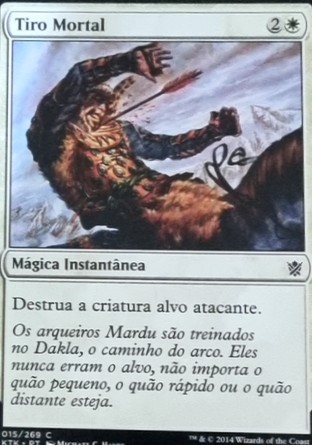 Tiro Mortal 2
Mágica Instantânea
Destrua a criatura alvo atacante.
Os arqueiros Mardu são treinados
no Dakla, o caminho do arco. Eles
nunca erram o alvo, não importa o
quão pequeno, o quão rápido ou o quão
distante esteja.
015/269 C
KTK • PT
™ & © 2014 Wizards of the Coast